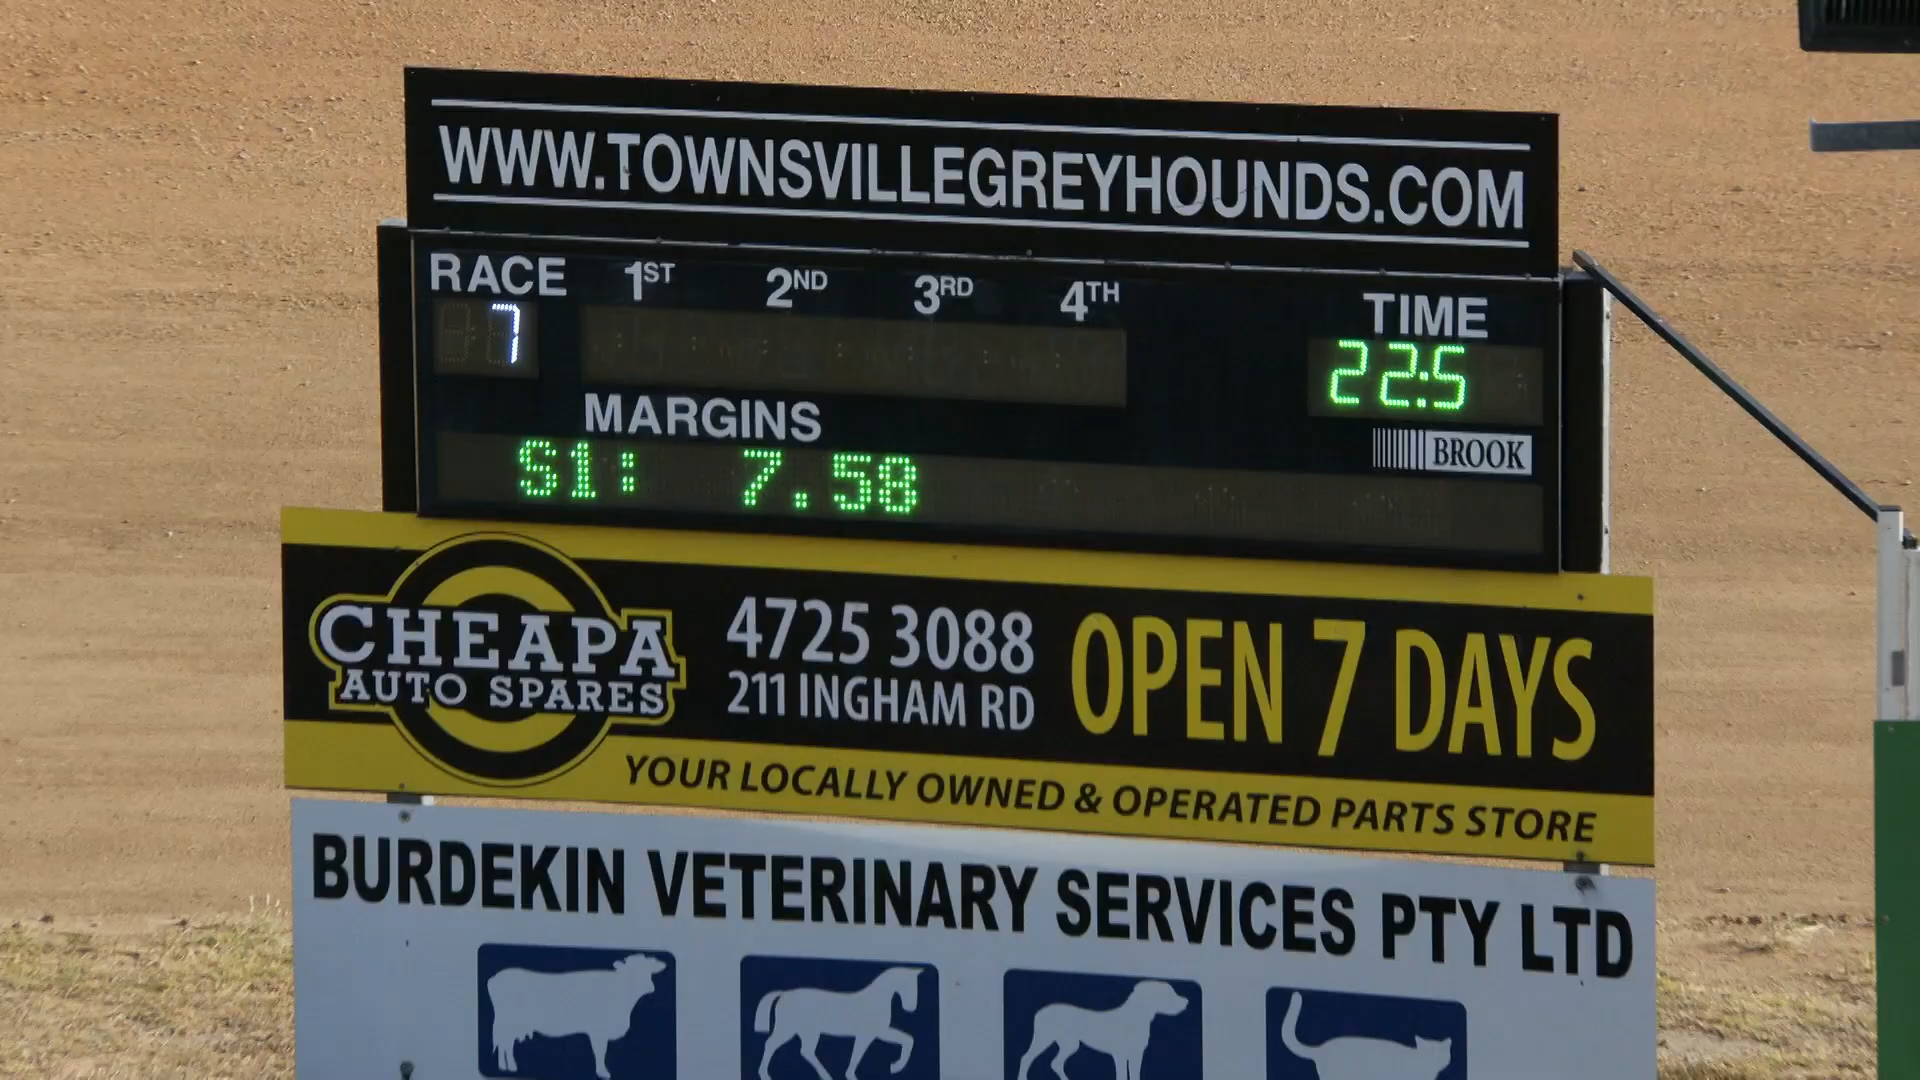 WWW.TOWNSVILLEGREYHOUNDS.COM
RACE 1ST 2ND 3RD 4TH TIME
7 22:5
MARGINS
BROOK
S1: 7.58
CHEAPA
AUTO SPARES
4725 3088
211 INGHAM RD
OPEN 7 DAYS
YOUR LOCALLY OWNED & OPERATED PARTS STORE
BURDEKIN VETERINARY SERVICES PTY LTD